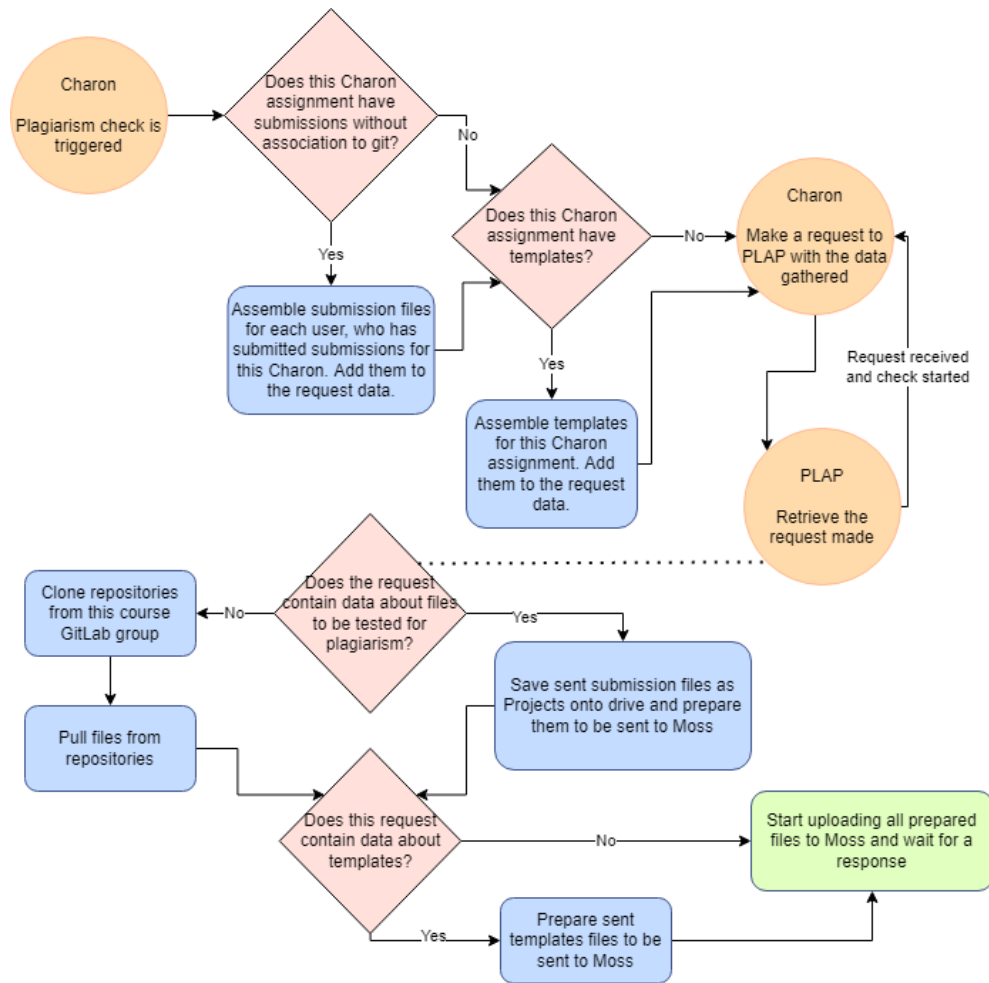 Charon
Plagiarism check is
triggered
Does this Charon
assignment have
submissions without
association to git?
No
Yes
Assemble submission files
for each user, who has
submitted submissions for
this Charon. Add them to
the request data.
Does this Charon
assignment have
templates?
No
Yes
Assemble templates
for this Charon
assignment. Add
them to the request
data.
Charon
Make a request to
PLAP with the data
gathered
Request received
and check started
PLAP
Retrieve the
request made
Does the request
contain data about files
to be tested for
plagiarism?
No
Yes
Clone repositories
from this course
GitLab group
Pull files from
repositories
Save sent submission files as
Projects onto drive and prepare
them to be sent to Moss
Does this request
contain data about
templates?
No
Yes
Prepare sent
templates files to be
sent to Moss
Start uploading all prepared
files to Moss and wait for a
response